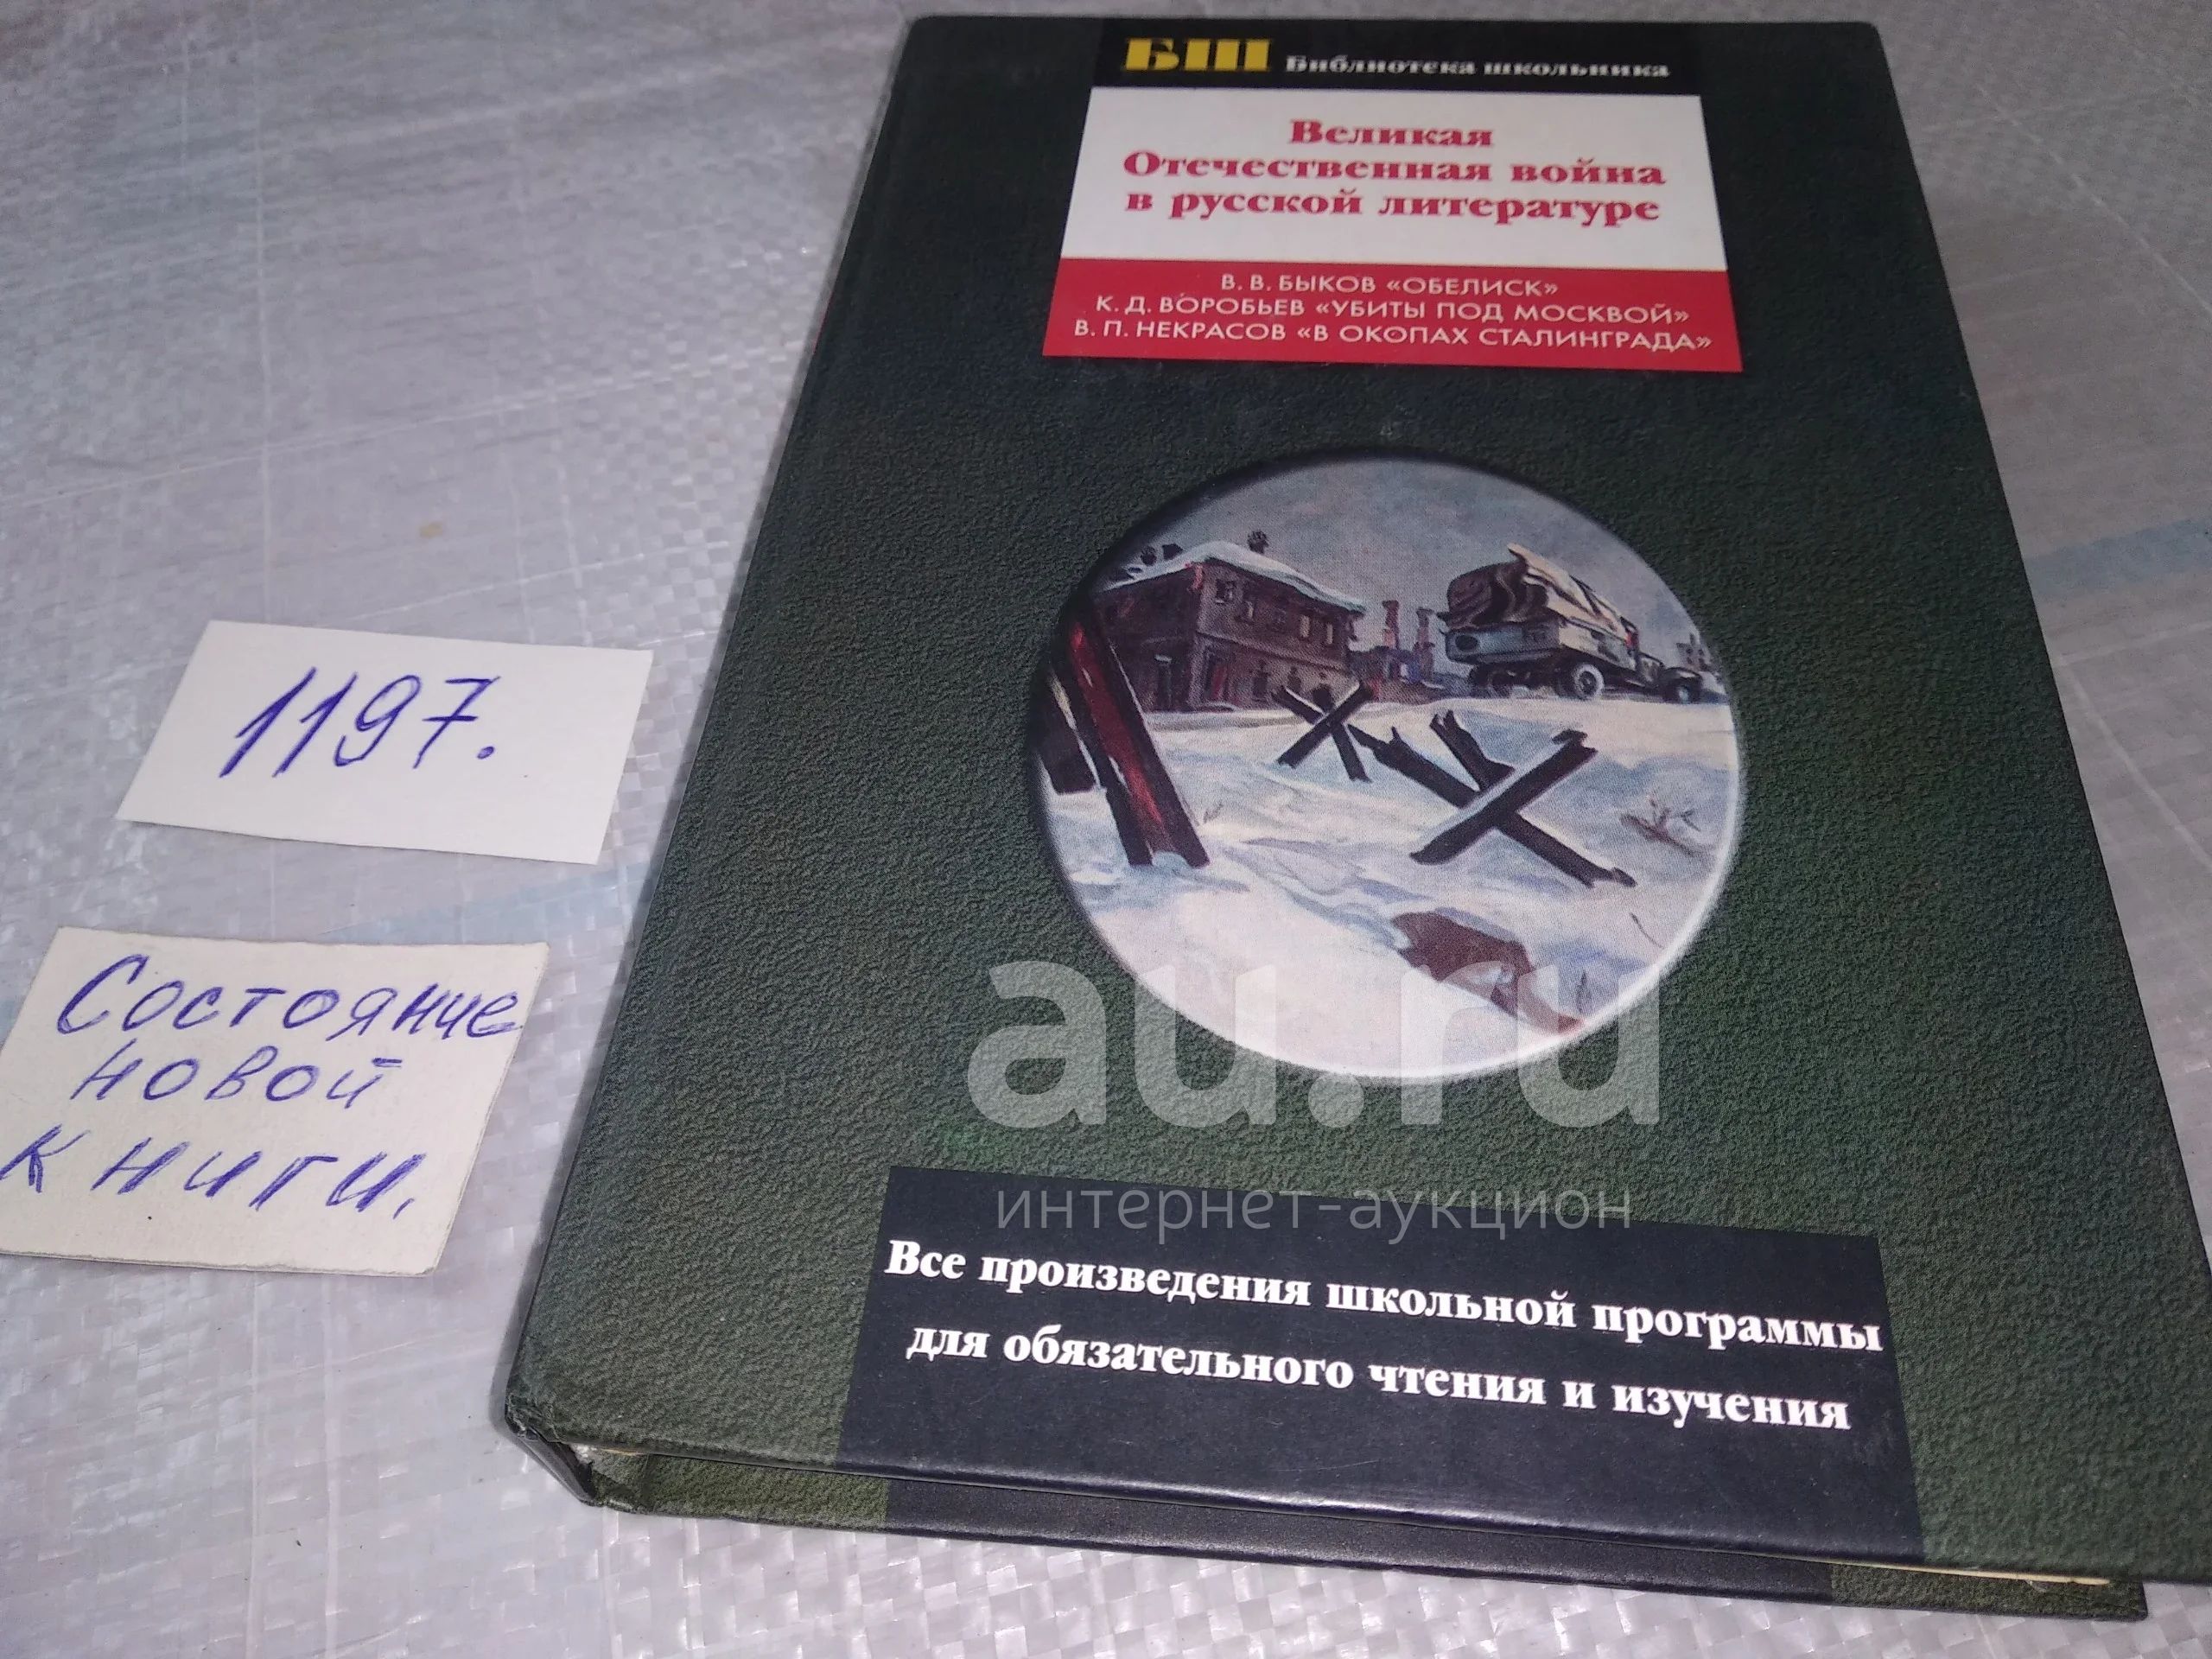 БШ Библиотека школьника
Великая
Отечественная война
в русской литературе
В. В. БЫКОВ «ОБЕЛИСК»
К. Д. ВОРОБЬЕВ «УБИТЫ ПОД МОСКВОЙ»
В. П. НЕКРАСОВ «В ОКОПАХ СТАЛИНГРАДА»
1197.
Состояние
новой
книги.
au.ru
интернет-аукцион
Все произведения школьной программы
для обязательного чтения и изучения